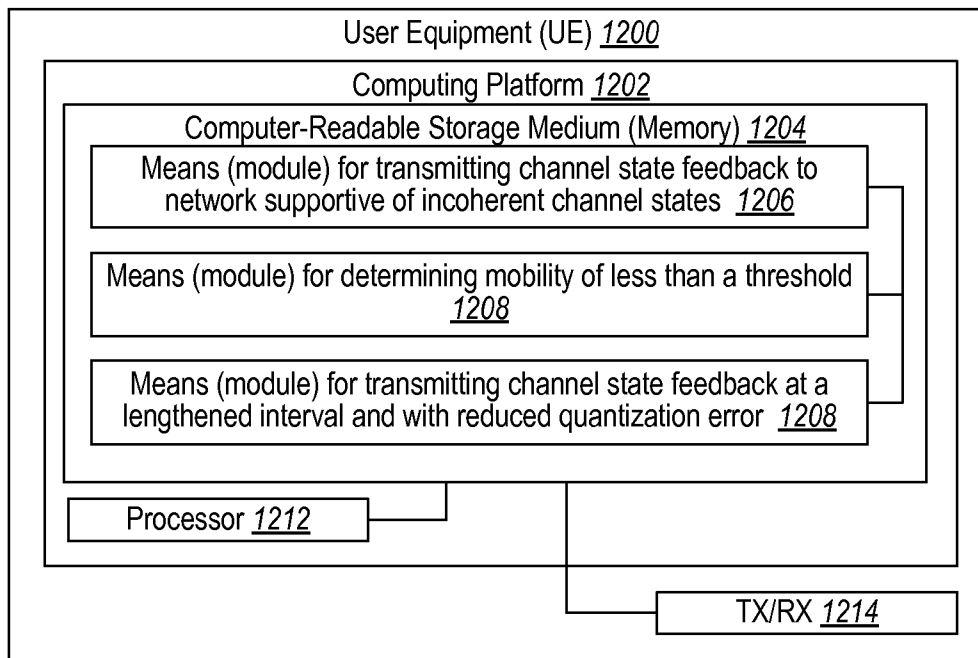 User Equipment (UE) 1200
Computing Platform 1202
Computer-Readable Storage Medium (Memory) 1204
Means (module) for transmitting channel state feedback to
network supportive of incoherent channel states 1206
Means (module) for determining mobility of less than a threshold
1208
Means (module) for transmitting channel state feedback at a
lengthened interval and with reduced quantization error 1208
Processor 1212
TX/RX 1214